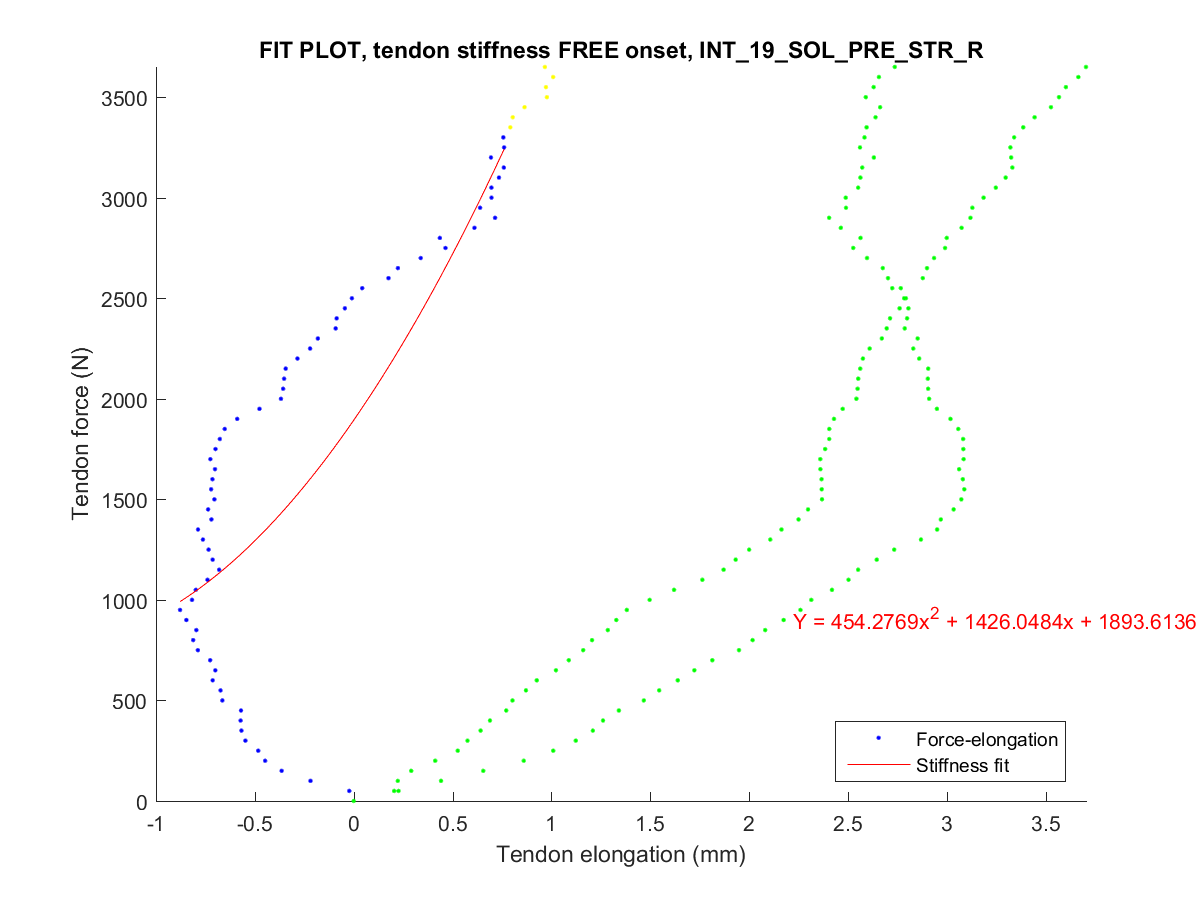 FIT PLOT, tendon stiffness FREE onset, INT_19_SOL_PRE_STR_R
3500
3000
2500
2000
1500
1000
500
0
Tendon force (N)
Y = 454.2769x^2 + 1426.0484x + 1893.6136
Force-elongation
Stiffness fit
-1 -0.5 0 0.5 1 1.5 2 2.5 3 3.5
Tendon elongation (mm)